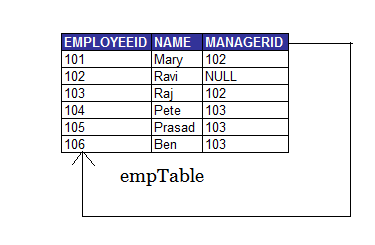 EMPLOYEEID NAME MANAGERID
101 Mary 102
102 Ravi NULL
103 Raj 102
104 Pete 103
105 Prasad 103
106 Ben 103
empTable